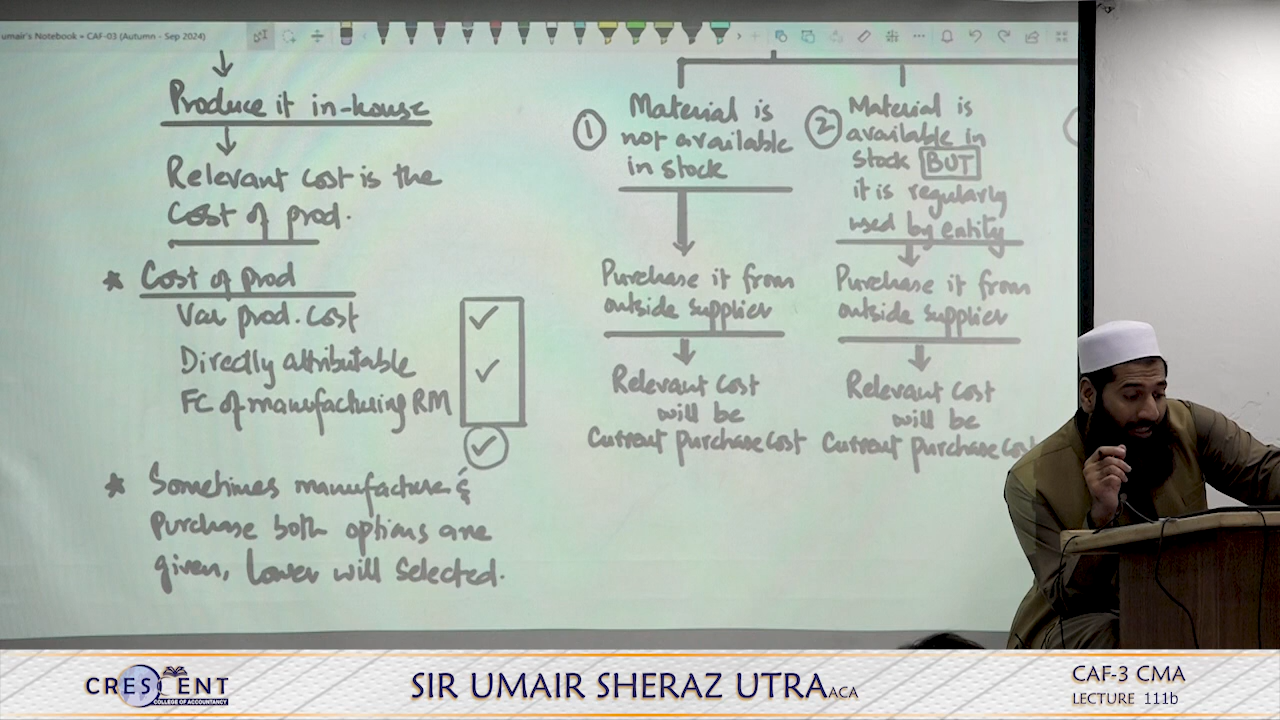 umair's Notebook » CAF-03 (Autumn - Sep 2024)
Produce it in-house
Relevant cost is the
Cost of prod.
* Cost of prod
Var prod. cost
Directly attributable
FC of manufacturing RM
* Sometimes manufacture &
Purchase both options are
given, Lower will Selected.
1 Material is
not available
in stock
Purchase it from
outside supplier
Relevant Cost
will be
Current purchase cost
2 Material is
available in
stock BUT
it is regularly
used by entity
Purchase it from
outside supplier
Relevant Cost
will be
Current purchase cost
CRESCENT
COLLEGE OF ACCOUNTANCY
SIR UMAIR SHERAZ UTRA ACA
CAF-3 CMA
LECTURE 111b